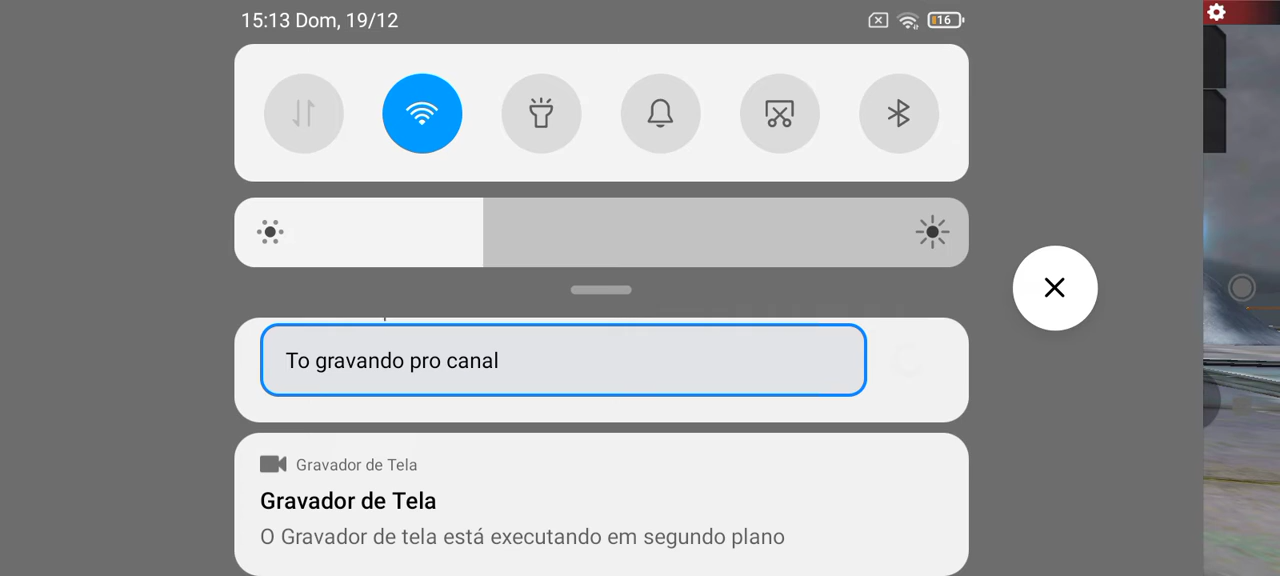 15:13 Dom, 19/12
16
To gravando pro canal
Gravador de Tela
Gravador de Tela
O Gravador de tela está executando em segundo plano